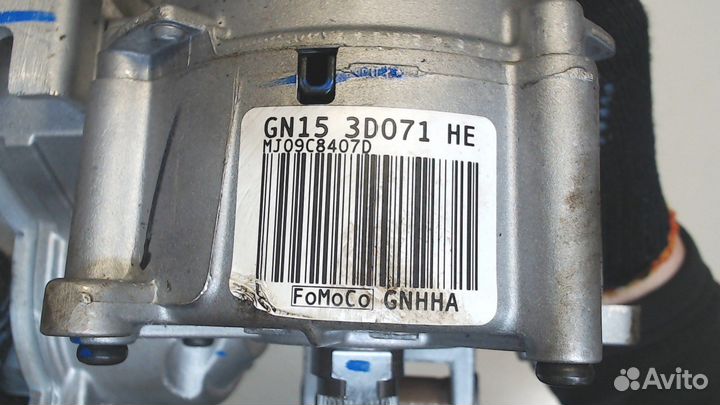 GN15 3D071 HE
MJ09C8407D
FoMoCo GNHHA
Avito